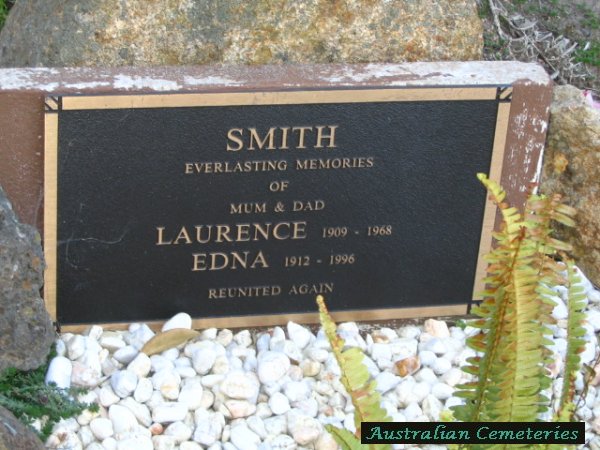 SMITH
EVERLASTING MEMORIES
OF
MUM & DAD
LAURENCE 1909 - 1968
EDNA 1912 - 1996
REUNITED AGAIN
Australian Cemeteries